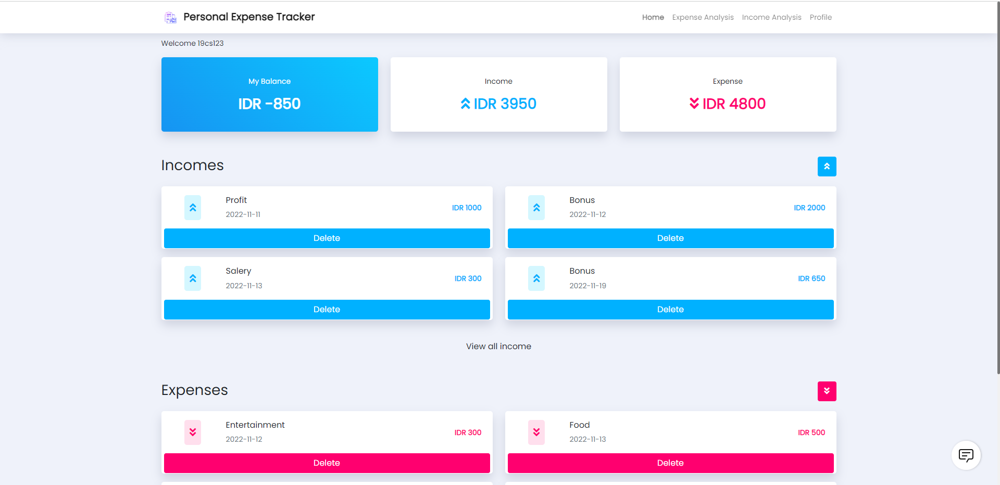 Personal Expense Tracker
Home Expense Analysis Income Analysis Profile
Welcome 19cs123
My Balance
IDR -850
Income
IDR 3950
Expense
IDR 4800
Incomes
Profit
2022-11-11
IDR 1000
Delete
Bonus
2022-11-12
IDR 2000
Delete
Salery
2022-11-13
IDR 300
Delete
Bonus
2022-11-19
IDR 650
Delete
View all income
Expenses
Entertainment
2022-11-12
IDR 300
Delete
Food
2022-11-13
IDR 500
Delete